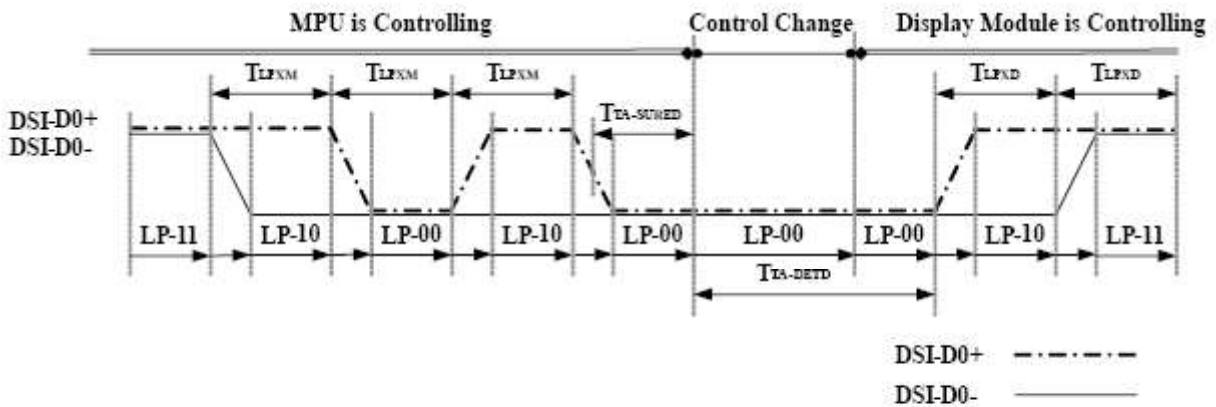 MPU is Controlling Control Change Display Module is Controlling
TLPXM TLPXM TLPXM TLPXD TLPXD
TTA-SURED
DSI-D0+
DSI-D0-
LP-11 LP-10 LP-00 LP-10 LP-00 LP-00 LP-00 LP-10 LP-11
TTA-DETD
DSI-D0+
DSI-D0-